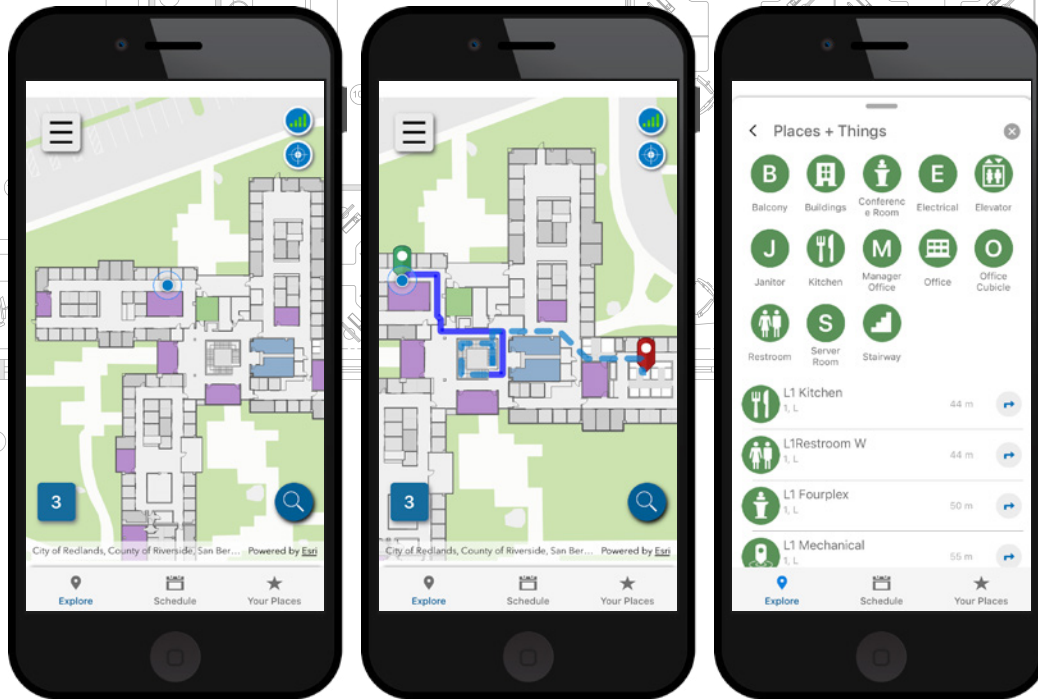 3
City of Redlands, County of Riverside, San Ber... Powered by Esri
Explore Schedule Your Places
3
City of Redlands, County of Riverside, San Ber... Powered by Esri
Explore Schedule Your Places
Places + Things
B E
Balcony Buildings Conferenc Electrical Elevator
e Room
J M O
Janitor Kitchen Manager Office Office
Office Cubicle
S
Restroom Server Stairway
Room
L1 Kitchen
1, L 44 m
L1Restroom W
1, L 44 m
L1 Fourplex
1, L 50 m
L1 Mechanical
1, L 55 m
Explore Schedule Your Places